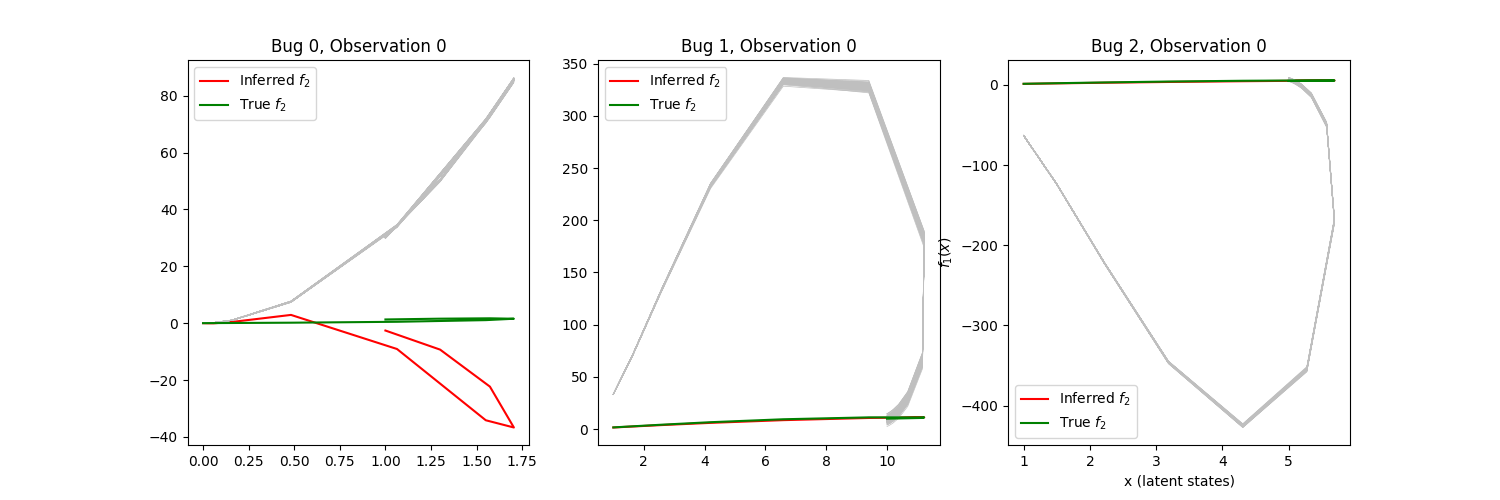 Bug 0, Observation 0
Inferred f₂
True f₂
80
60
40
20
0
−20
−40
0.00 0.25 0.50 0.75 1.00 1.25 1.50 1.75
Bug 1, Observation 0
Inferred f₂
True f₂
350
300
250
200
150
100
50
0
2 4 6 8 10
Bug 2, Observation 0
f₁(x)
0
−100
−200
−300
−400
Inferred f₂
True f₂
1 2 3 4 5
x (latent states)